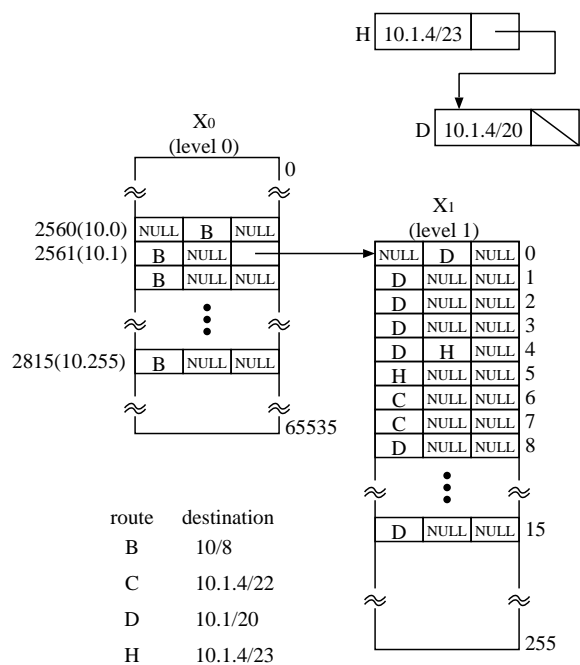 H 10.1.4/23
D 10.1.4/20
X0
(level 0)
0
2560(10.0) NULL B NULL
2561(10.1) B NULL
B NULL NULL
2815(10.255) B NULL NULL
65535
X1
(level 1)
NULL D NULL 0
D NULL NULL 1
D NULL NULL 2
D NULL NULL 3
D H NULL 4
H NULL NULL 5
C NULL NULL 6
C NULL NULL 7
D NULL NULL 8
D NULL NULL 15
255
route destination
B 10/8
C 10.1.4/22
D 10.1/20
H 10.1.4/23